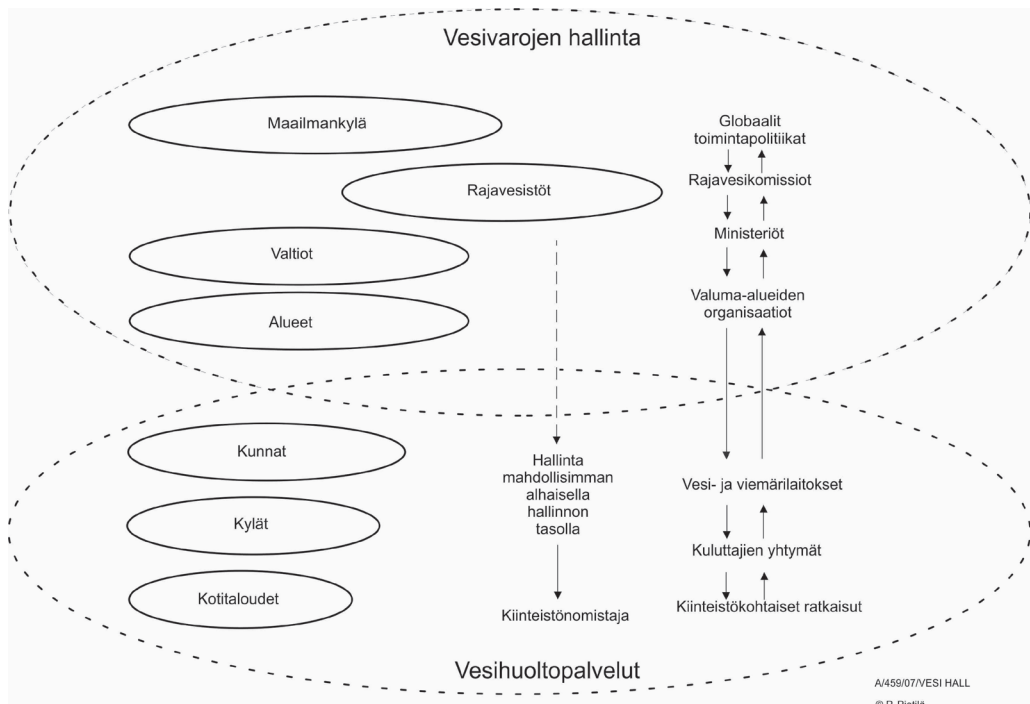 Vesivarojen hallinta
Maailmankylä
Rajavesistöt
Valtiot
Alueet
Globaalit
toimintapolitiikat
Rajavesikomissiot
Ministeriöt
Valuma-alueiden
organisaatiot
Kunnat
Kylät
Kotitaloudet
Hallinta
mahdollisimman
alhaisella
hallinnon
tasolla
Kiinteistönomistaja
Vesi- ja viemärilaitokset
Kuluttajien yhtymät
Kiinteistökohtaiset ratkaisut
Vesihuoltopalvelut
A/459/07/VESI HALL